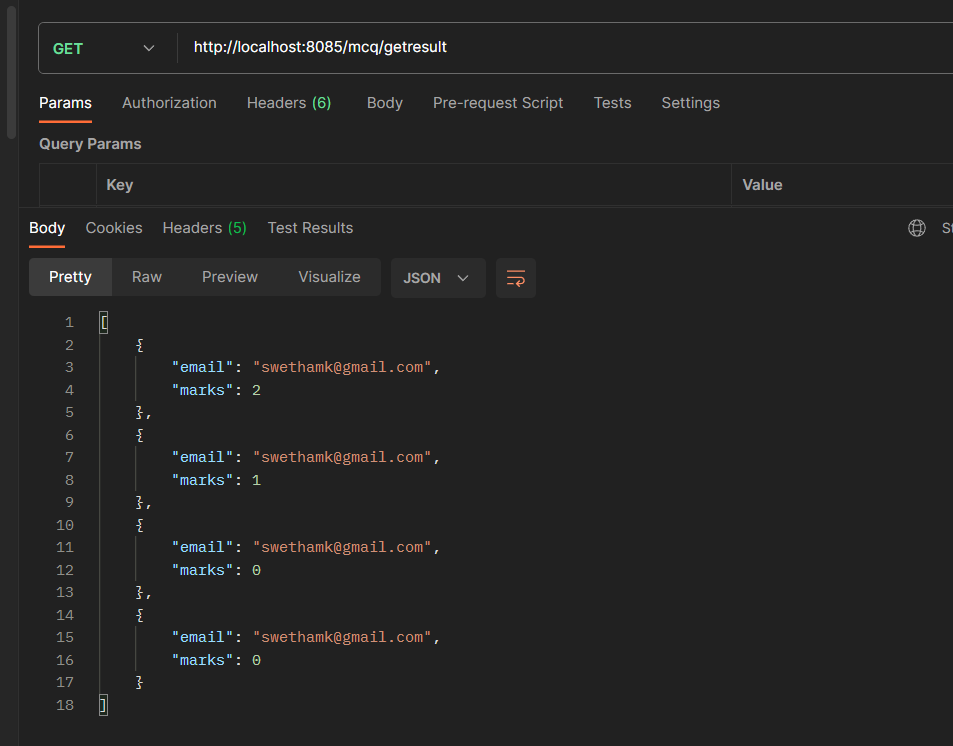 GET http://localhost:8085/mcq/getresult
Params Authorization Headers (6) Body Pre-request Script Tests Settings
Query Params
Key Value
Body Cookies Headers (5) Test Results
Pretty Raw Preview Visualize JSON
1 [
2 {
3 "email": "swethamk@gmail.com",
4 "marks": 2
5 },
6 {
7 "email": "swethamk@gmail.com",
8 "marks": 1
9 },
10 {
11 "email": "swethamk@gmail.com",
12 "marks": 0
13 },
14 {
15 "email": "swethamk@gmail.com",
16 "marks": 0
17 }
18 ]